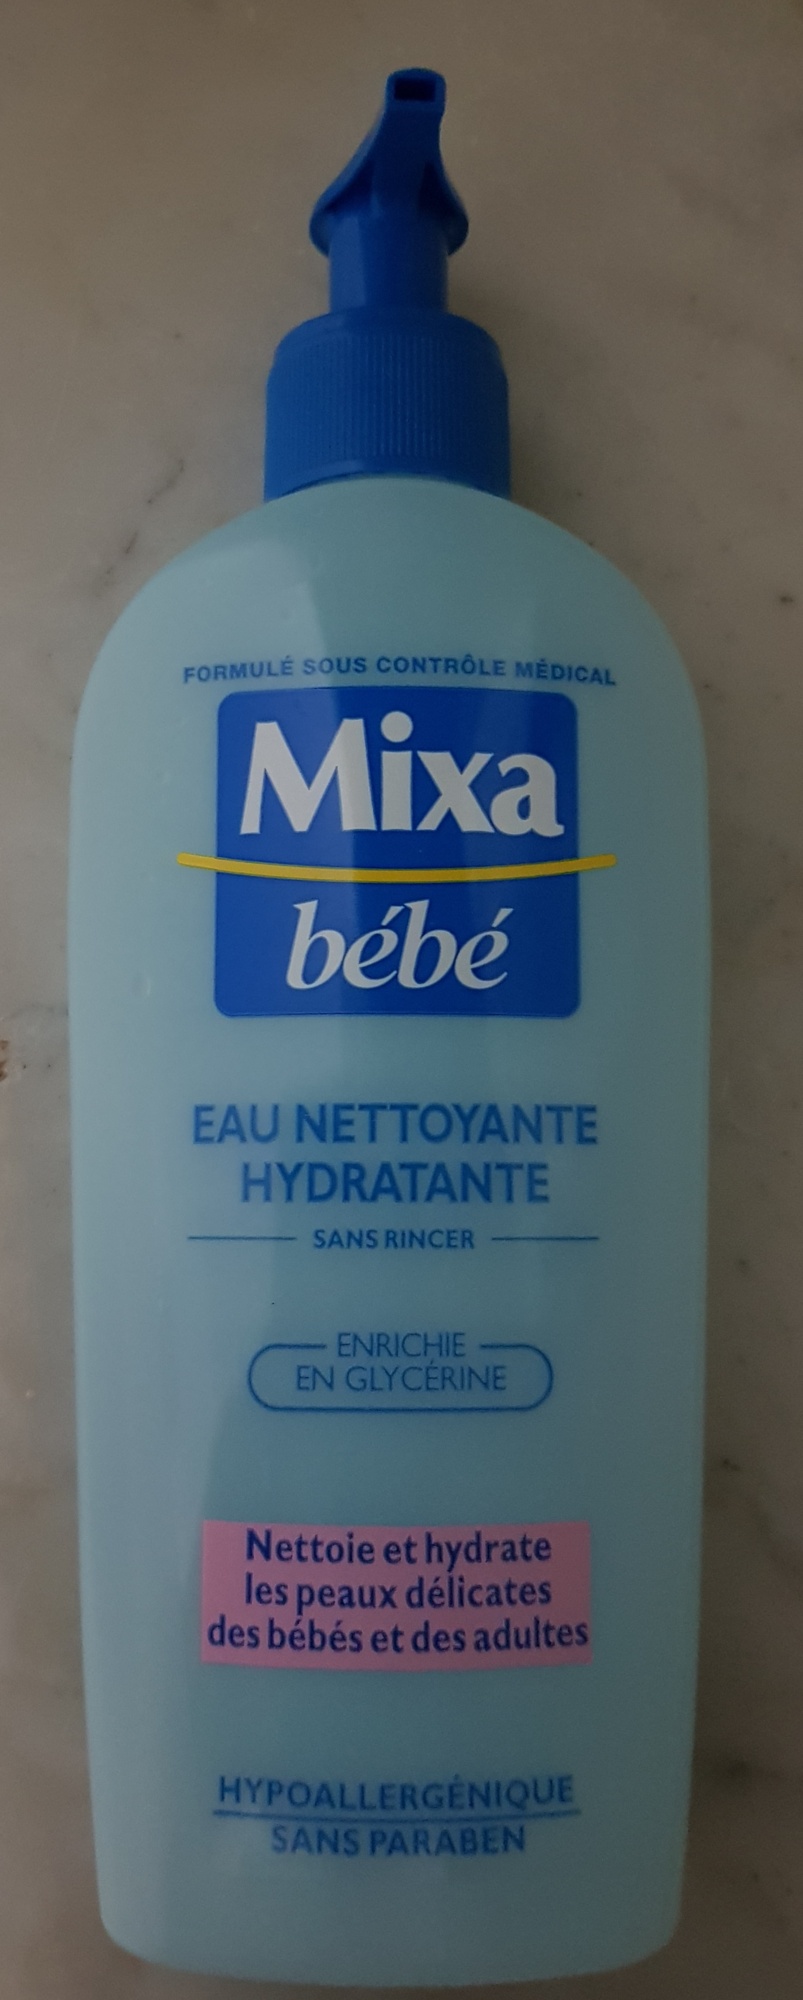 FORMULÉ SOUS CONTRÔLE MÉDICAL
Mixa
bébé
EAU NETTOYANTE
HYDRATANTE
SANS RINCER
ENRICHIE
EN GLYCÉRINE
Nettoie et hydrate
les peaux délicates
des bébés et des adultes
HYPOALLERGÉNIQUE
SANS PARABEN